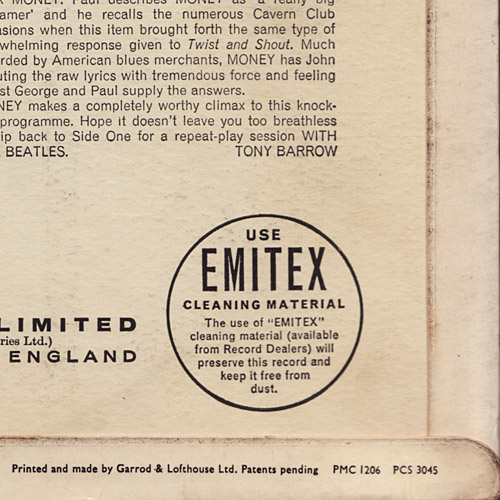 MONEY. Paul describes MONEY as a 'really big
amer' and he recalls the numerous Cavern Club
asions when this item brought forth the same type of
whelming response given to Twist and Shout. Much
rded by American blues merchants, MONEY has John
uting the raw lyrics with tremendous force and feeling
st George and Paul supply the answers.
NEY makes a completely worthy climax to this knock-
programme. Hope it doesn't leave you too breathless
ip back to Side One for a repeat-play session WITH
BEATLES. TONY BARROW
USE
EMITEX
CLEANING MATERIAL
The use of "EMITEX"
cleaning material (available
from Record Dealers) will
preserve this record and
keep it free from
dust.
LIMITED
ries Ltd.)
ENGLAND
Printed and made by Garrod & Lofthouse Ltd. Patents pending PMC 1206 PCS 3045